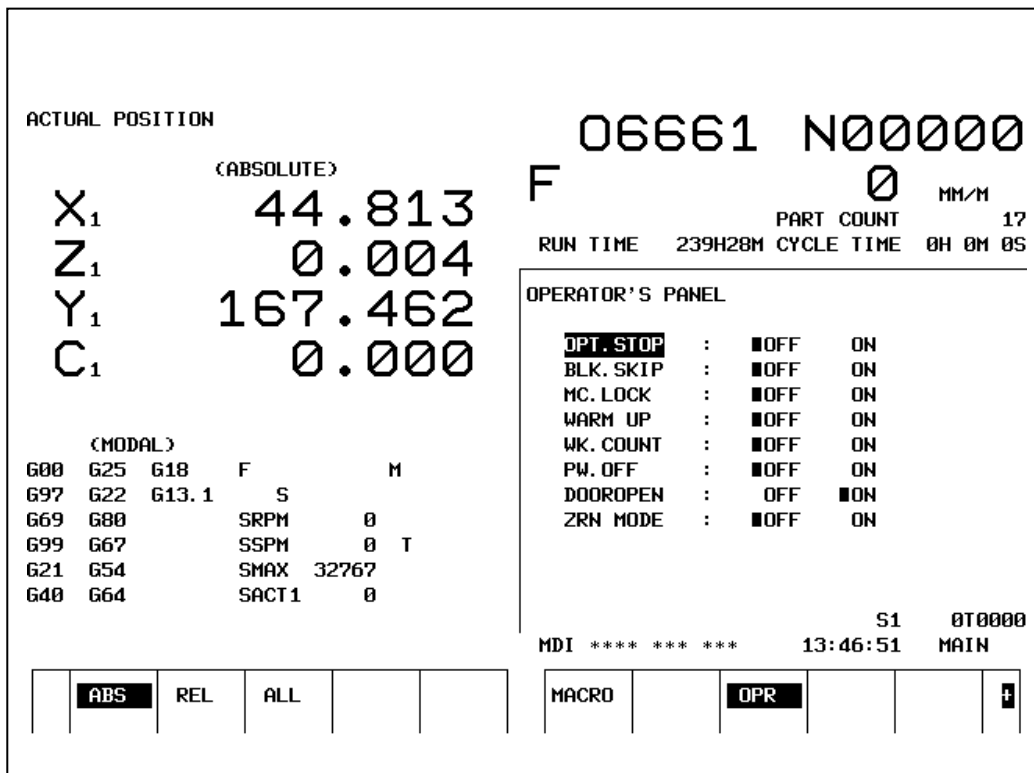 ACTUAL POSITION
(ABSOLUTE)
X1 44.813
Z1 0.004
Y1 167.462
C1 0.000
(MODAL)
G00 G25 G18 F M
G97 G22 G13.1 S
G69 G80 SRPM 0
G99 G67 SSPM 0 T
G21 G54 SMAX 32767
G40 G64 SACT1 0
O6661 N00000
F 0 MM/M
PART COUNT 17
RUN TIME 239H28M CYCLE TIME 0H 0M 0S
OPERATOR'S PANEL
OPT.STOP : OFF ON
BLK.SKIP : OFF ON
MC.LOCK : OFF ON
WARM UP : OFF ON
WK.COUNT : OFF ON
PW.OFF : OFF ON
DOOROPEN : OFF ON
ZRN MODE : OFF ON
S1 0T0000
MDI **** *** *** 13:46:51 MAIN
ABS REL ALL MACRO OPR +